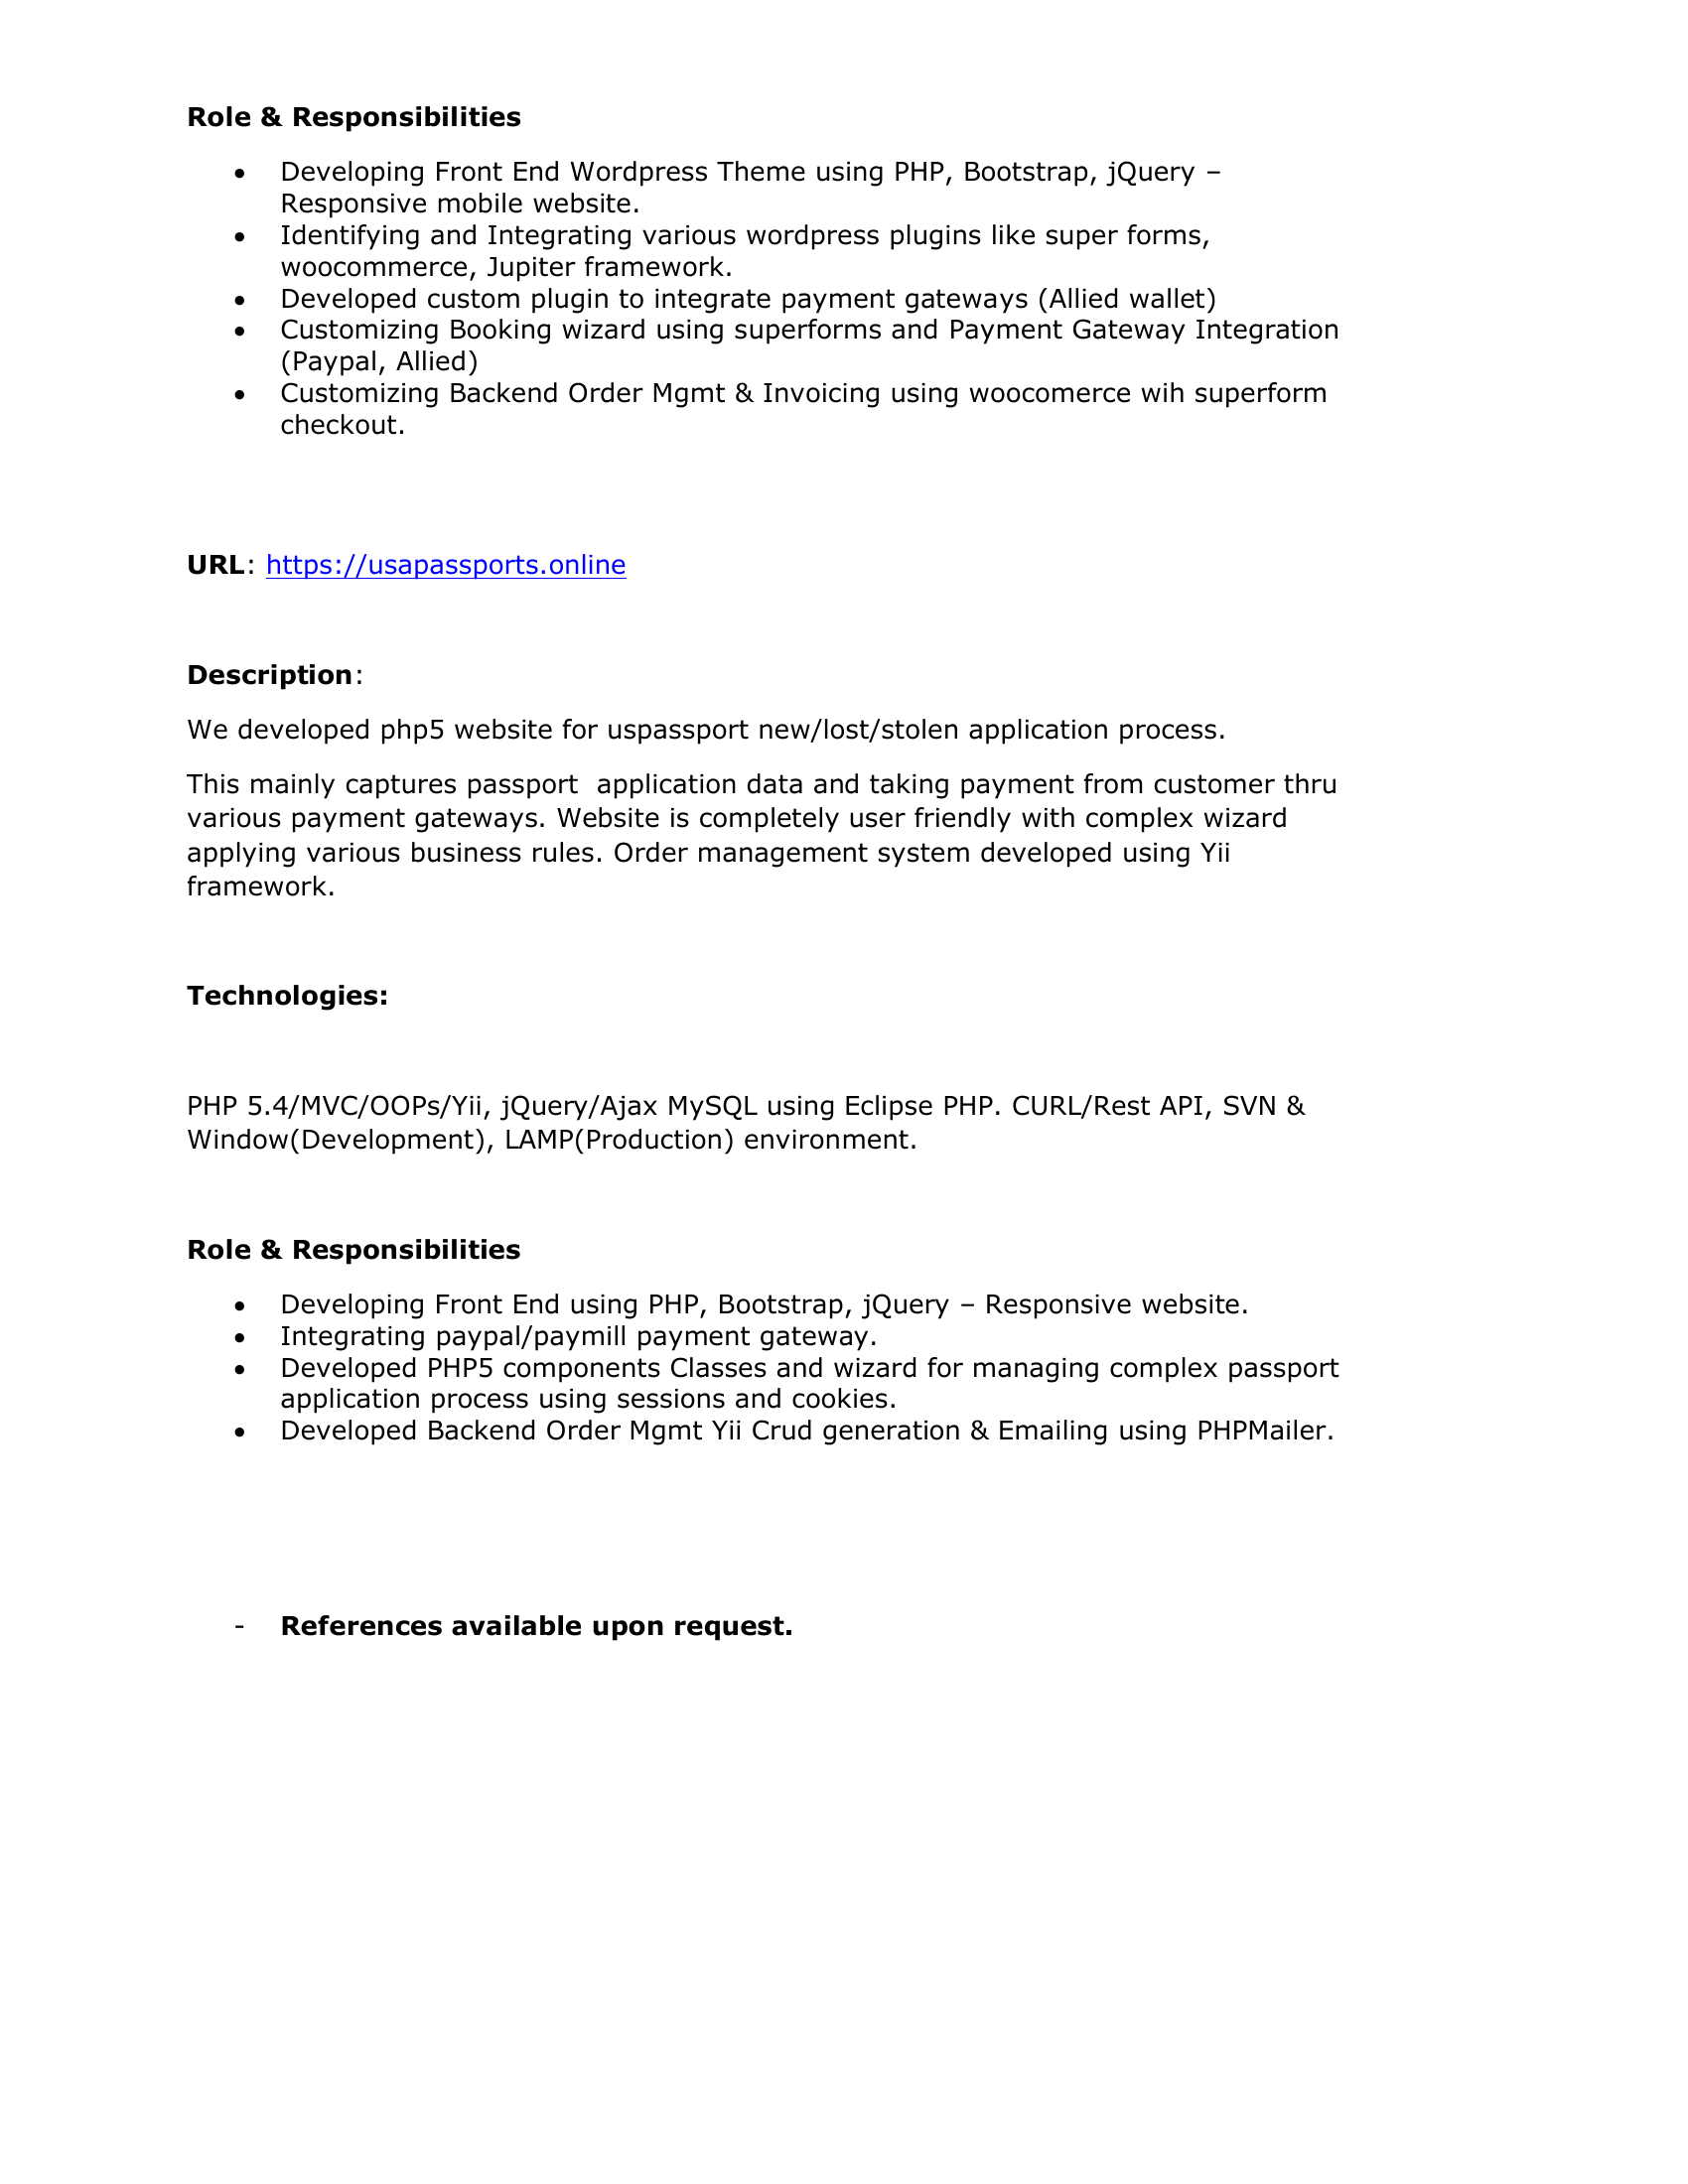 Role & Responsibilities
• Developing Front End Wordpress Theme using PHP, Bootstrap, jQuery –
Responsive mobile website.
• Identifying and Integrating various wordpress plugins like super forms,
woocommerce, Jupiter framework.
• Developed custom plugin to integrate payment gateways (Allied wallet)
• Customizing Booking wizard using superforms and Payment Gateway Integration
(Paypal, Allied)
• Customizing Backend Order Mgmt & Invoicing using woocomerce wih superform
checkout.
URL: https://usapassports.online
Description:
We developed php5 website for uspassport new/lost/stolen application process.
This mainly captures passport  application data and taking payment from customer thru
various payment gateways. Website is completely user friendly with complex wizard
applying various business rules. Order management system developed using Yii
framework.
Technologies:
PHP 5.4/MVC/OOPs/Yii, jQuery/Ajax MySQL using Eclipse PHP. CURL/Rest API, SVN &
Window(Development), LAMP(Production) environment.
Role & Responsibilities
• Developing Front End using PHP, Bootstrap, jQuery – Responsive website.
• Integrating paypal/paymill payment gateway.
• Developed PHP5 components Classes and wizard for managing complex passport
application process using sessions and cookies.
• Developed Backend Order Mgmt Yii Crud generation & Emailing using PHPMailer.
- References available upon request.